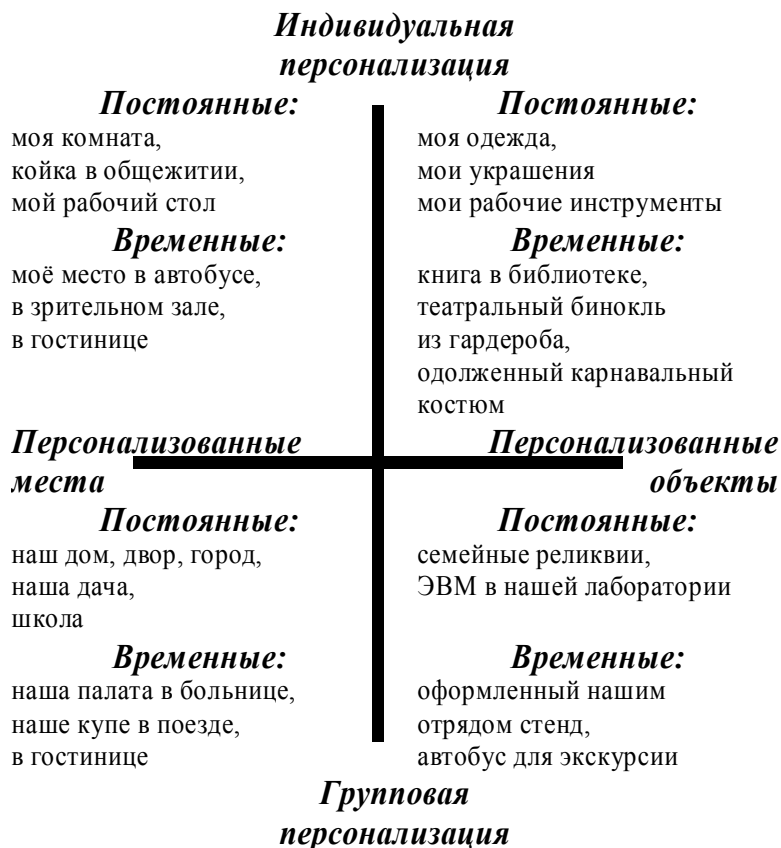 Индивидуальная
персонализация
Постоянные:
моя комната,
койка в общежитии,
мой рабочий стол
Временные:
моё место в автобусе,
в зрительном зале,
в гостинице
Постоянные:
моя одежда,
мои украшения
мои рабочие инструменты
Временные:
книга в библиотеке,
театральный бинокль
из гардероба,
одолженный карнавальный
костюм
Персонализованные
места
Персонализованные
объекты
Постоянные:
наш дом, двор, город,
наша дача,
школа
Временные:
наша палата в больнице,
наше купе в поезде,
в гостинице
Постоянные:
семейные реликвии,
ЭВМ в нашей лаборатории
Временные:
оформленный нашим
отрядом стенд,
автобус для экскурсии
Групповая
персонализация